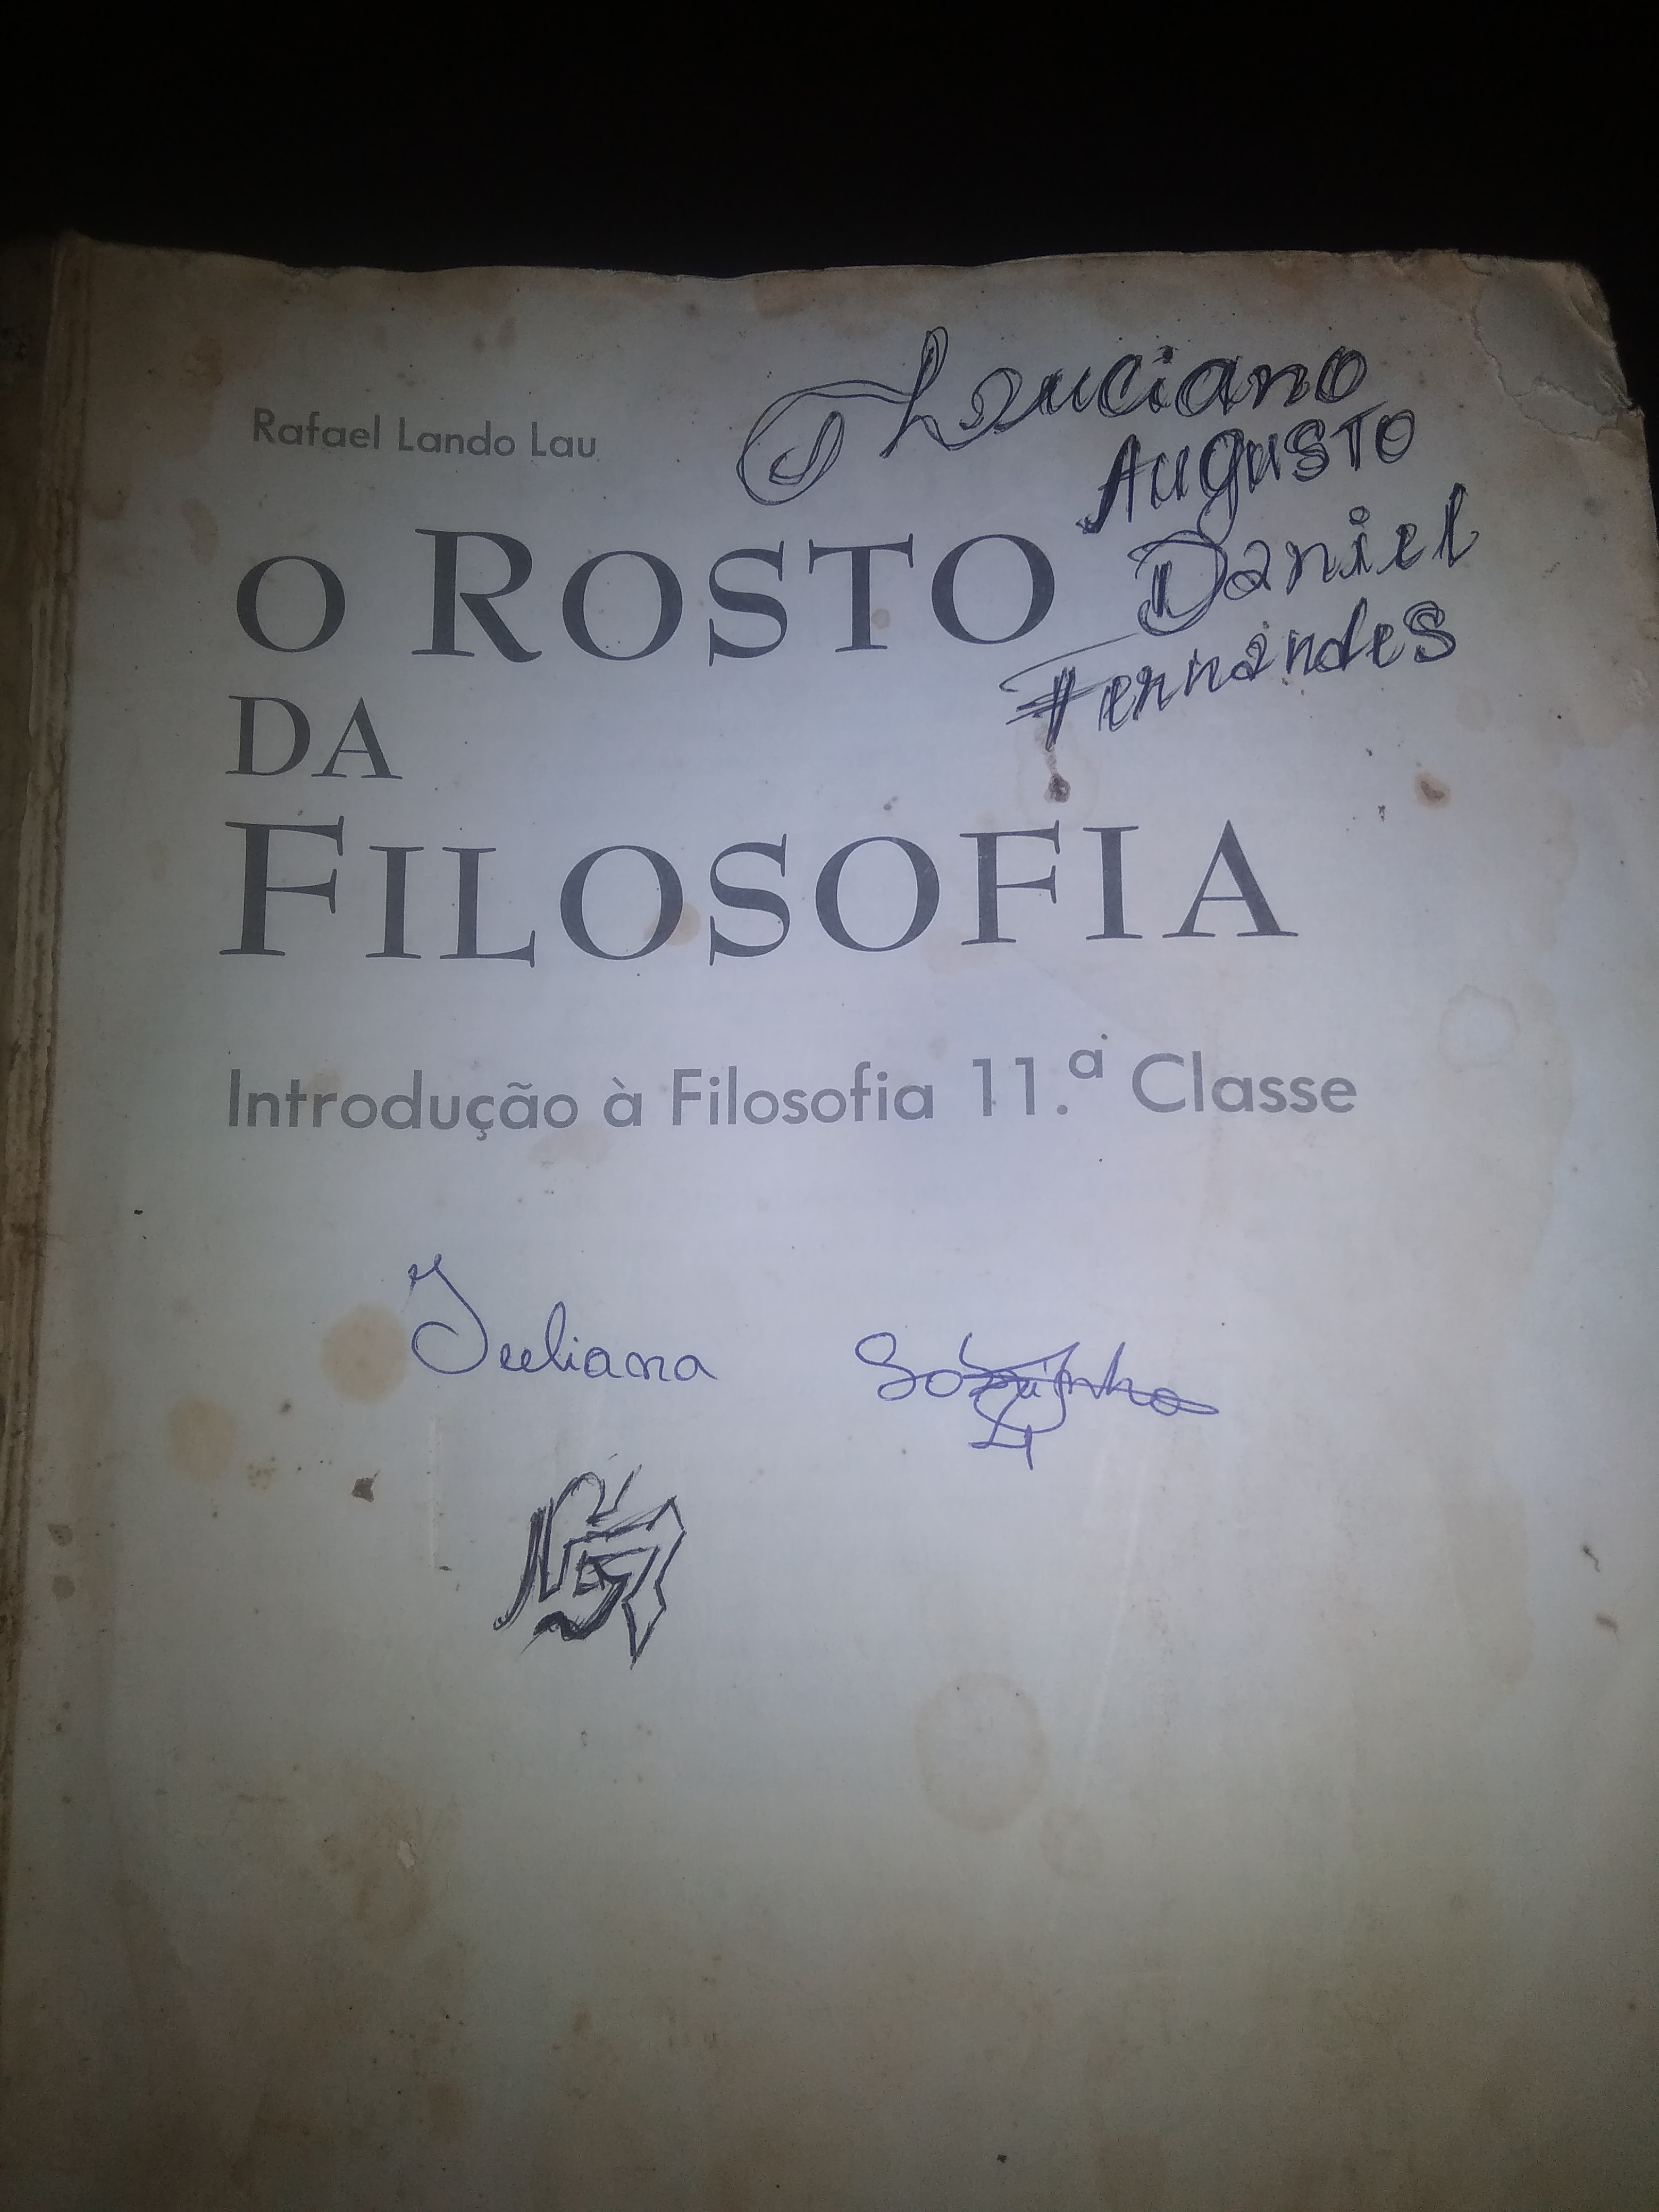 Rafael Lando Lau
Luciano
AUgUSTO
Daniel
Fernandes
O ROSTO
DA
FILOSOFIA
Introdução à Filosofia 11.ª Classe
Juliana